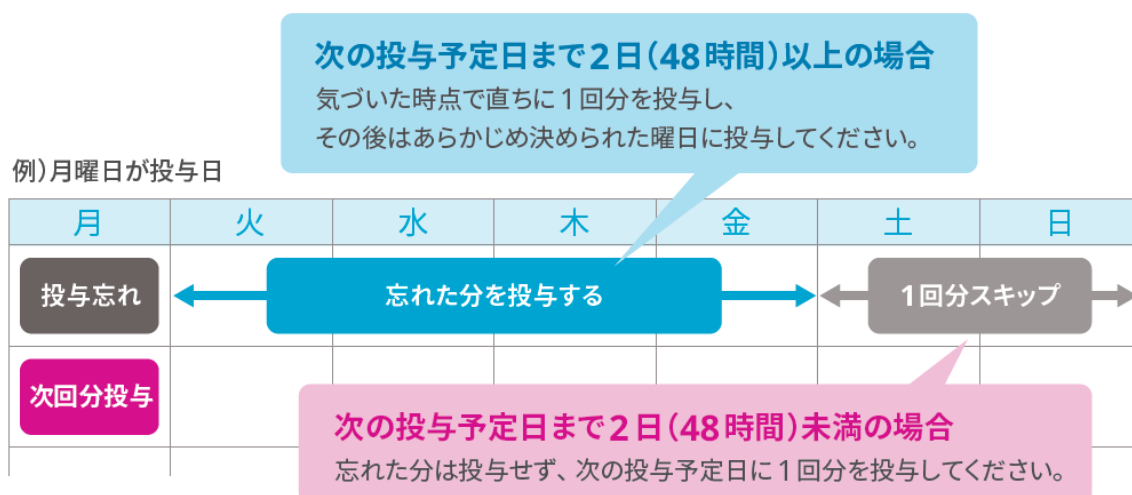 次の投与予定日まで2日(48時間)以上の場合
気づいた時点で直ちに1回分を投与し、
その後はあらかじめ決められた曜日に投与してください。
例)月曜日が投与日
月 火 水 木 金 土 日
投与忘れ 忘れた分を投与する 1回分スキップ
次回分投与
次の投与予定日まで2日(48時間)未満の場合
忘れた分は投与せず、次の投与予定日に1回分を投与してください。